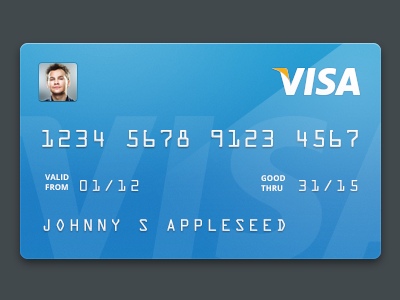 VISA
1234 5678 9123 4567
VALID FROM 01/12 GOOD THRU 31/15
JOHNNY S APPLESEED